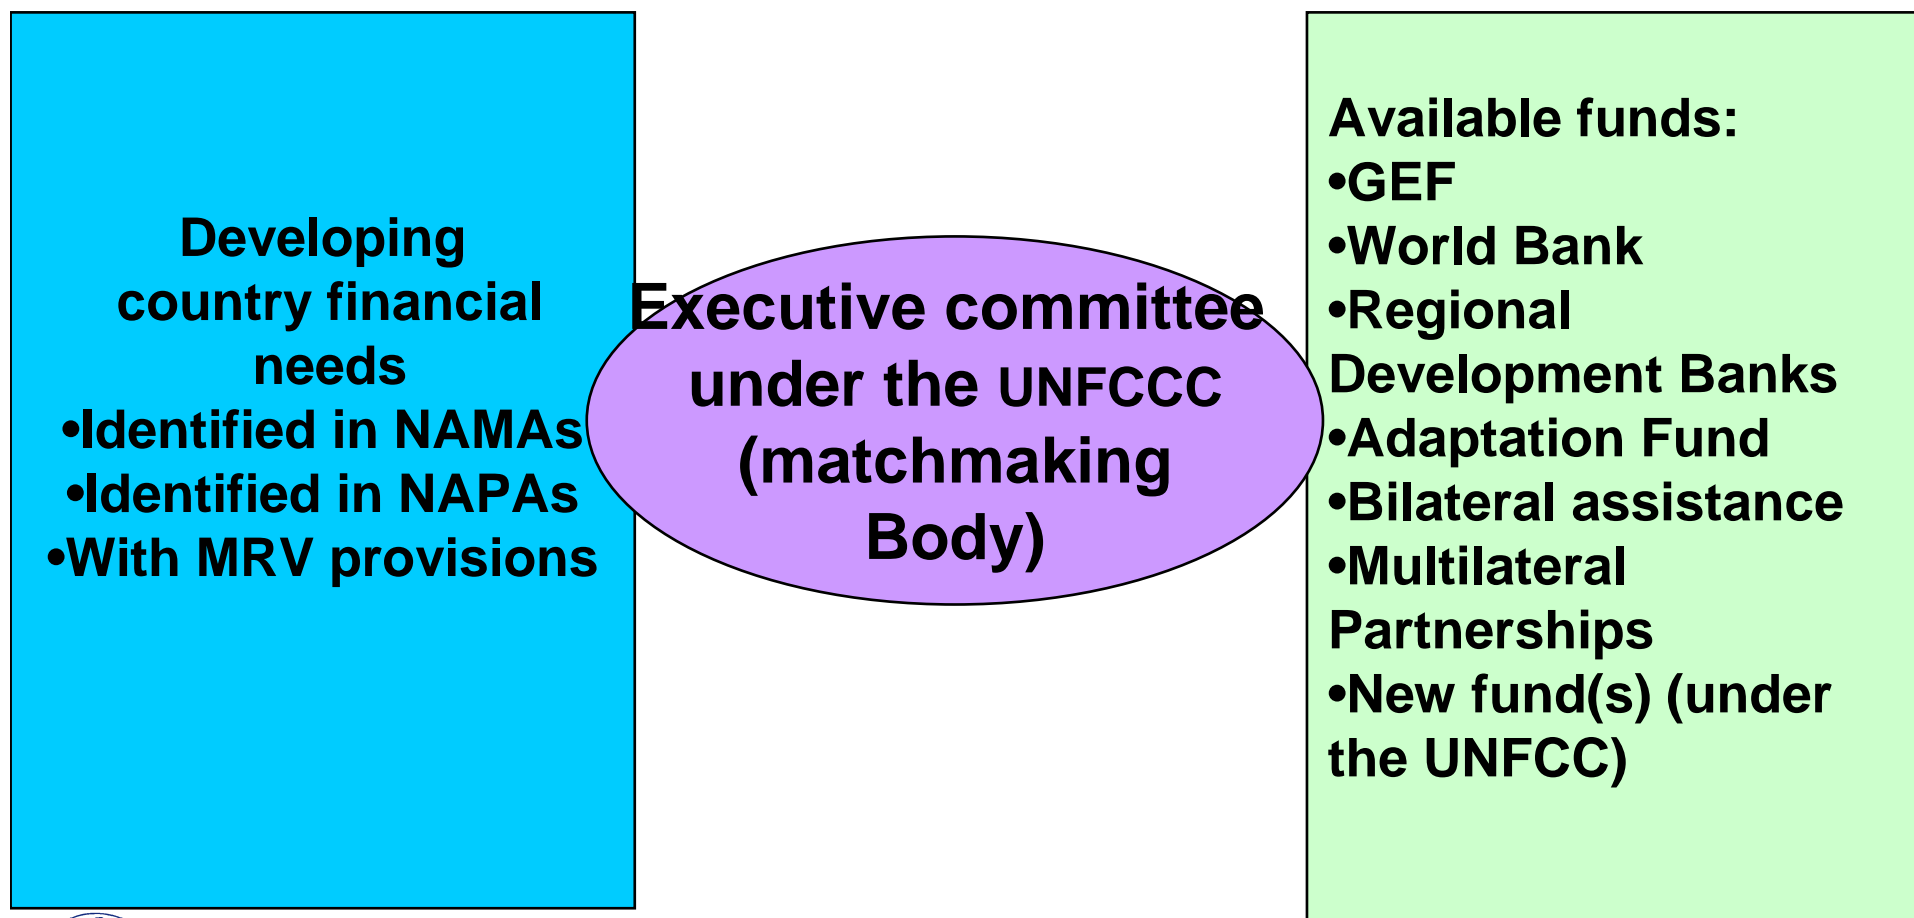 Developing
country financial
needs
•Identified in NAMAs
•Identified in NAPAs
•With MRV provisions
Executive committee
under the UNFCCC
(matchmaking
Body)
Available funds:
•GEF
•World Bank
•Regional
Development Banks
•Adaptation Fund
•Bilateral assistance
•Multilateral
Partnerships
•New fund(s) (under
the UNFCC)